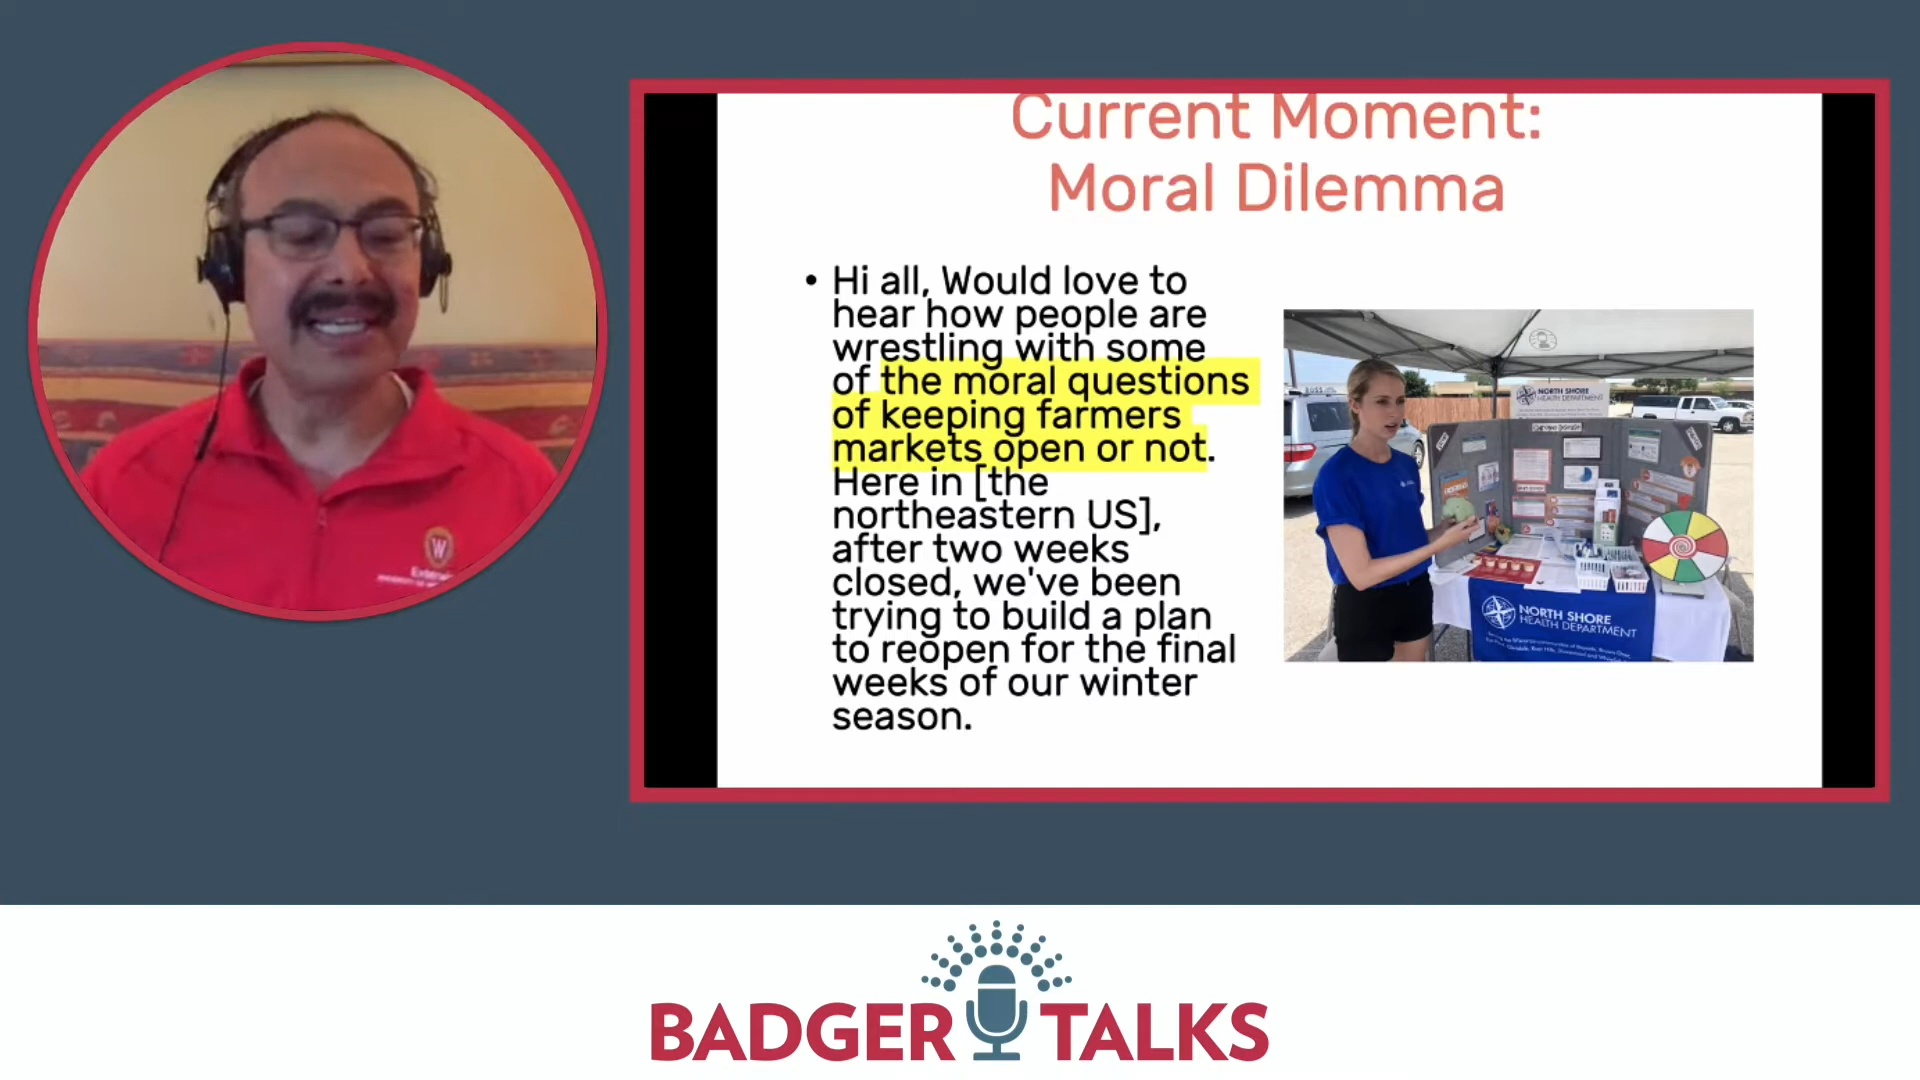 Current Moment:
Moral Dilemma
• Hi all, Would love to
hear how people are
wrestling with some
of the moral questions
of keeping farmers
markets open or not.
Here in [the
northeastern US],
after two weeks
closed, we've been
trying to build a plan
to reopen for the final
weeks of our winter
season.
NORTH SHORE
HEALTH DEPARTMENT
NORTH SHORE
HEALTH DEPARTMENT
W
BADGER TALKS